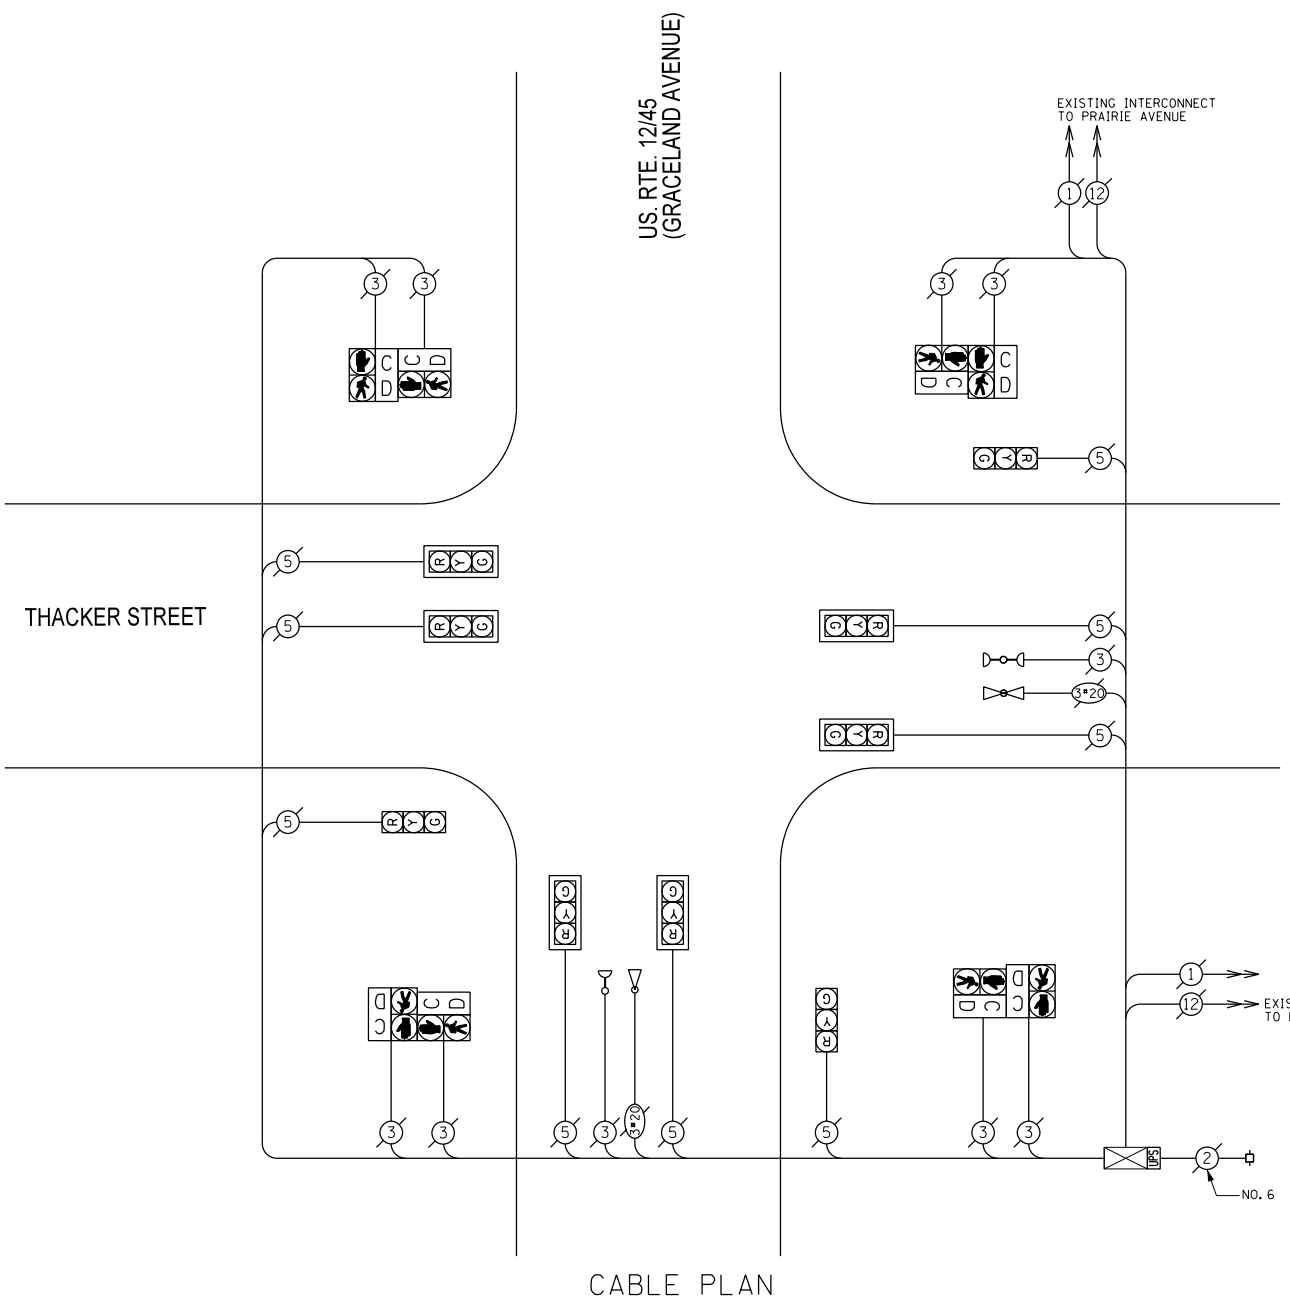 US. RTE. 12/45
(GRACELAND AVENUE)
EXISTING INTERCONNECT
TO PRAIRIE AVENUE
1 12
3 3 3 3
C C D
D
C
D C D
G Y R 5
5 R Y G
THACKER STREET
5 R Y G
G Y R 5
3
3#20
G Y R 5
5 R Y G
G Y R
G Y R
G Y R
D C D
C
D
D C C
1
12
EXIS
TO
3 3 5 3 3#20 5 5 3 3
UPS
2
NO. 6
CABLE PLAN